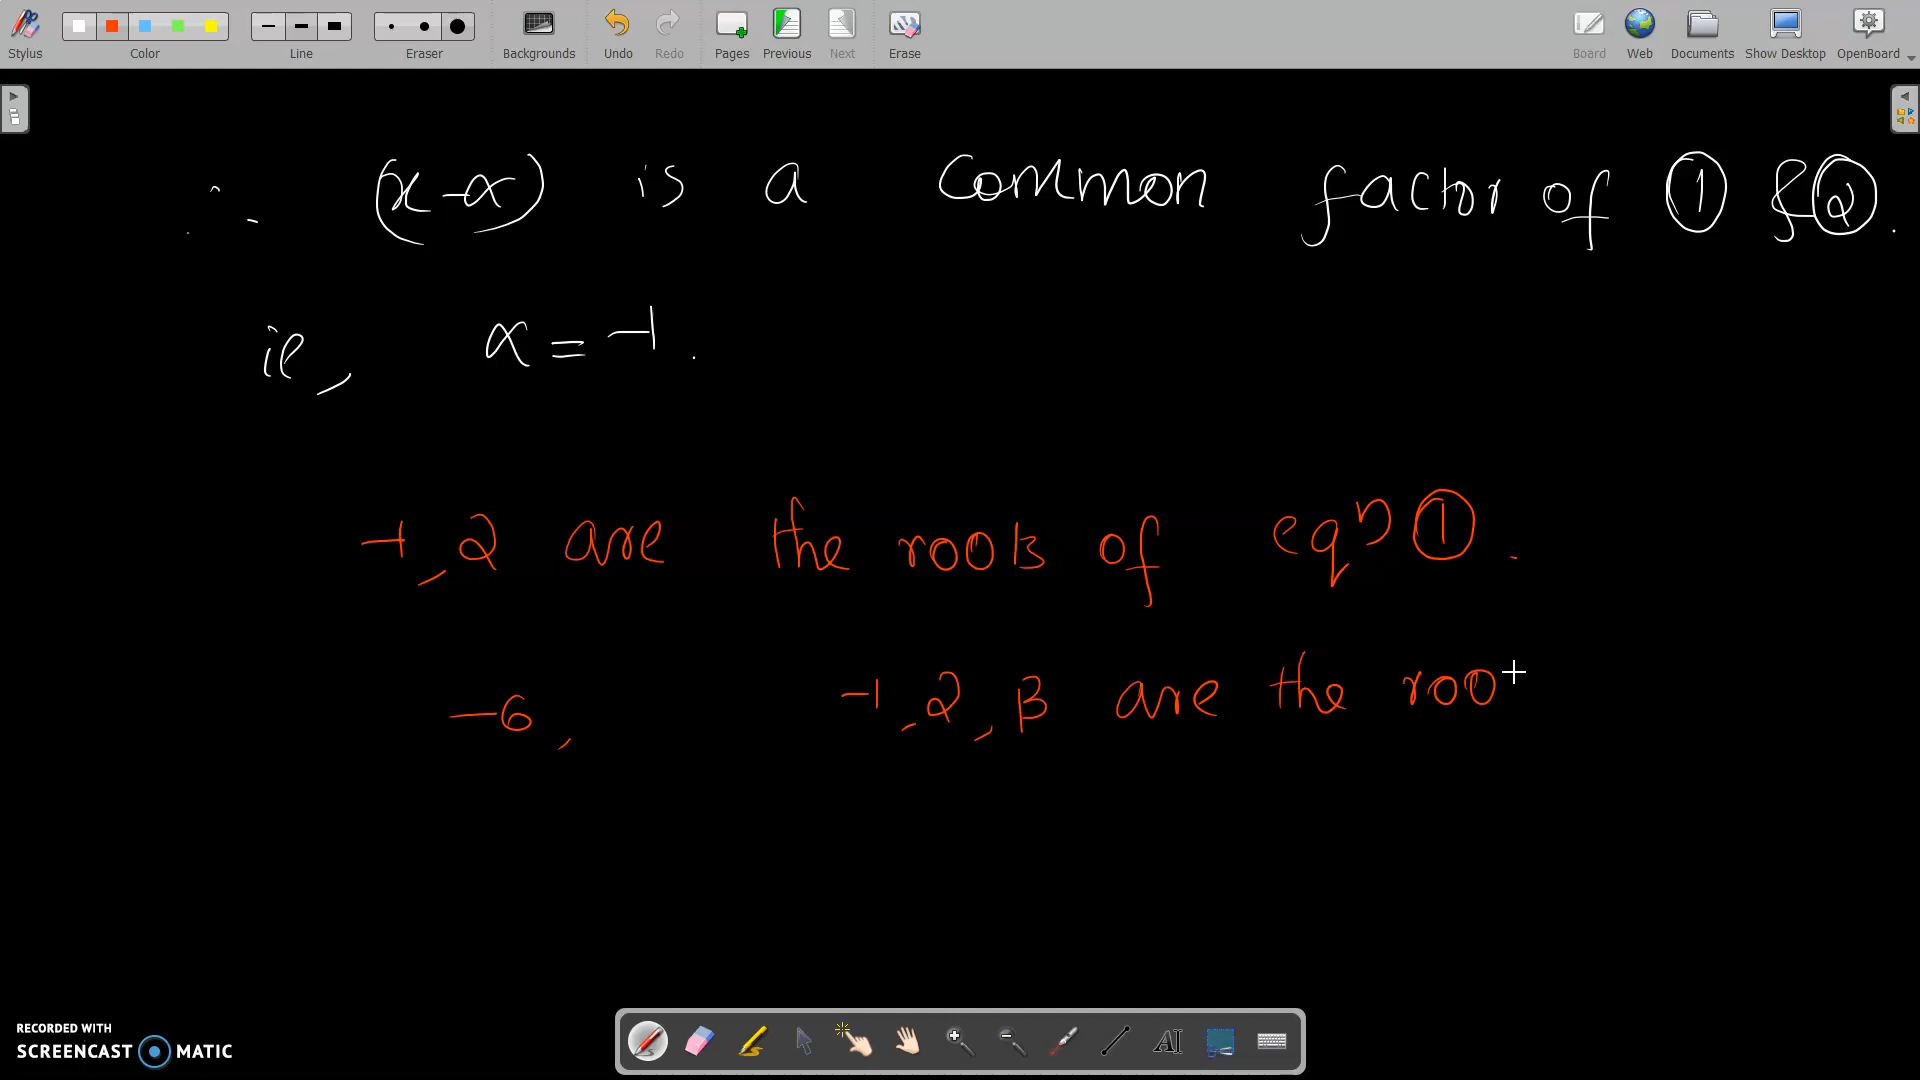 Stylus Color Line Eraser Backgrounds Undo Redo Pages Previous Next Erase Board Web Documents Show Desktop OpenBoard
∴ (x-α) is a common factor of ① & ②.
ie, α = -1.
-1, 2 are the roots of eqn ①.
-6, -1, 2, β are the roo
RECORDED WITH
SCREENCAST MATIC